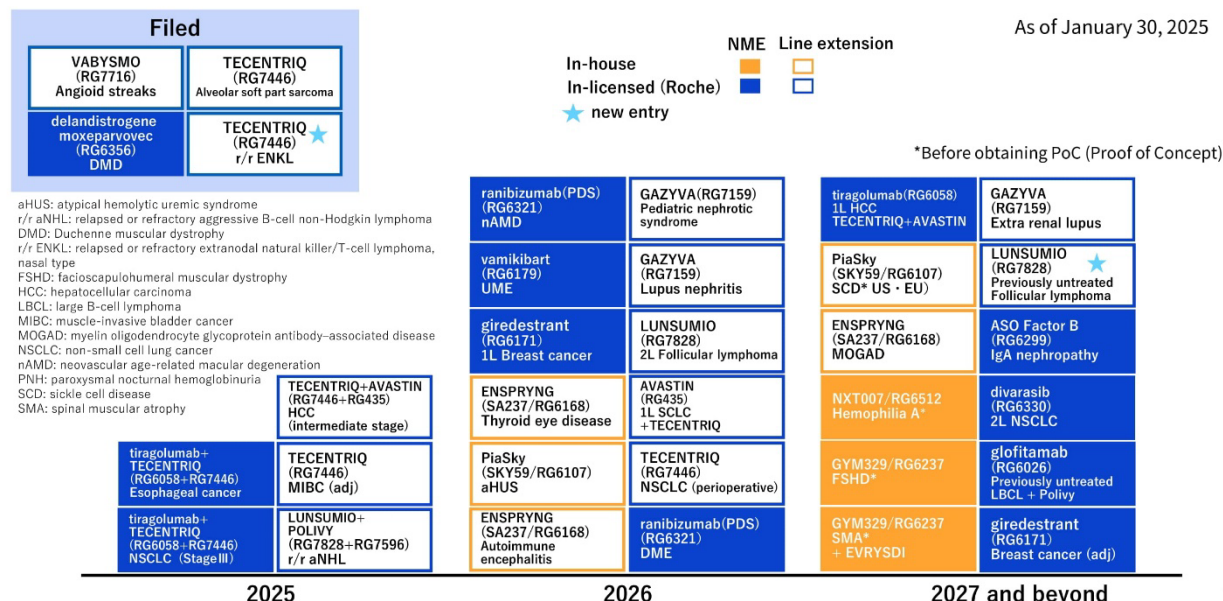 Filed
VABYSMO
(RG7716)
Angioid streaks
TECENTRIQ
(RG7446)
Alveolar soft part sarcoma
delandistrogene
moxeparvovec
(RG6356)
DMD
TECENTRIQ
(RG7446)
r/r ENKL
NME
Line extension
In-house
In-licensed (Roche)
new entry
As of January 30, 2025
*Before obtaining PoC (Proof of Concept)
aHUS: atypical hemolytic uremic syndrome
r/r aNHL: relapsed or refractory aggressive B-cell non-Hodgkin lymphoma
DMD: Duchenne muscular dystrophy
r/r ENKL: relapsed or refractory extranodal natural killer/T-cell lymphoma,
nasal type
FSHD: facioscapulohumeral muscular dystrophy
HCC: hepatocellular carcinoma
LBCL: large B-cell lymphoma
MIBC: muscle-invasive bladder cancer
MOGAD: myelin oligodendrocyte glycoprotein antibody–associated disease
NSCLC: non-small cell lung cancer
nAMD: neovascular age-related macular degeneration
PNH: paroxysmal nocturnal hemoglobinuria
SCD: sickle cell disease
SMA: spinal muscular atrophy
TECENTRIQ+AVASTIN
(RG7446+RG435)
HCC
(intermediate stage)
tiragolumab+
TECENTRIQ
(RG6058+RG7446)
Esophageal cancer
TECENTRIQ
(RG7446)
MIBC (adj)
tiragolumab+
TECENTRIQ
(RG6058+RG7446)
NSCLC (Stage III)
LUNSUMIO+
POLIVY
(RG7828+RG7596)
r/r aNHL
2025
ranibizumab(PDS)
(RG6321)
nAMD
GAZYVA(RG7159)
Pediatric nephrotic
syndrome
vamikibart
(RG6179)
UME
GAZYVA
(RG7159)
Lupus nephritis
giredestrant
(RG6171)
1L Breast cancer
LUNSUMIO
(RG7828)
2L Follicular lymphoma
ENSPRYNG
(SA237/RG6168)
Thyroid eye disease
AVASTIN
(RG435)
1L SCLC
+TECENTRIQ
PiaSky
(SKY59/RG6107)
aHUS
TECENTRIQ
(RG7446)
NSCLC (perioperative)
ENSPRYNG
(SA237/RG6168)
Autoimmune
encephalitis
ranibizumab(PDS)
(RG6321)
DME
2026
tiragolumab(RG6058)
1L HCC
TECENTRIQ+AVASTIN
GAZYVA
(RG7159)
Extra renal lupus
PiaSky
(SKY59/RG6107)
SCD* US・EU)
LUNSUMIO
(RG7828)
Previously untreated
Follicular lymphoma
ENSPRYNG
(SA237/RG6168)
MOGAD
ASO Factor B
(RG6299)
IgA nephropathy
NXT007/RG6512
Hemophilia A*
divarasib
(RG6330)
2L NSCLC
GYM329/RG6237
FSHD*
glofitamab
(RG6026)
Previously untreated
LBCL + Polivy
GYM329/RG6237
SMA*
+ EVRYSDI
giredestrant
(RG6171)
Breast cancer (adj)
2027 and beyond